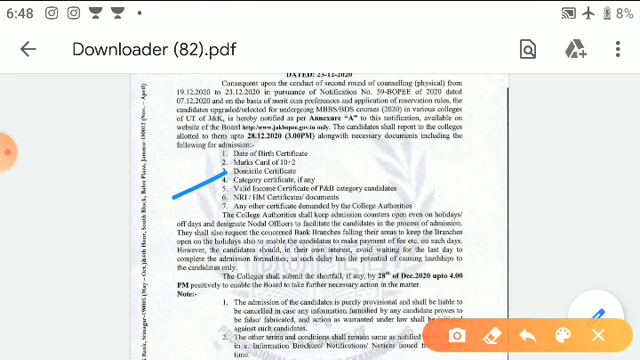 6:48
8%
Downloader (82).pdf
DATED: 23-12-2020
Consequent upon the conduct of second round of counselling (physical) from
19.12.2020 to 23.12.2020 in pursuance of Notification No. 59-BOPEE of 2020 dated
07.12.2020 and on the basis of merit cum preferences and application of reservation rules, the
candidates upgraded/selected for undergoing MBBS/BDS courses (2020) in various colleges
of UT of J&K, is hereby notified as per Annexure "A" to this notification, available on
website of the Board http://www.jakbopee.gov.in only. The candidates shall report to the colleges
allotted to them upto 28.12.2020 (3.00PM) alongwith necessary documents including the
following for admission:-
1. Date of Birth Certificate
2. Marks Card of 10+2
3. Domicile Certificate
4. Category certificate, if any
5. Valid Income Certificate of P&B category candidates
6. NRI / HM Certificates/ documents
7. Any other certificate demanded by the College Authorities
The College Authorities shall keep admission counters open even on holidays/
off days and designate Nodal Officers to facilitate the candidates in the process of admission.
They shall also request the concerned Bank Branches falling their areas to keep the Branches
open on the holidays also to enable the candidates to make payment of fee etc. on such days.
However, the candidates should, in their own interest, avoid waiting for the last day to
complete the admission formalities; as such delay has the potential of causing hardships to
the candidates only.
The Colleges shall submit the shortfall, if any, by 28th of Dec.2020 upto 4.00
PM positively to enable the Board to take further necessary action in the matter.
Note:-
1. The admission of the candidates is purely provisional and shall be liable
to be cancelled in case any information furnished by any candidate proves to
be false/ fabricated, and action as warranted under law shall be
against such candidates.
2. The other terms and conditions shall remain same as notified
e. Information Brochure/ Notifications/ Notices issued
time.